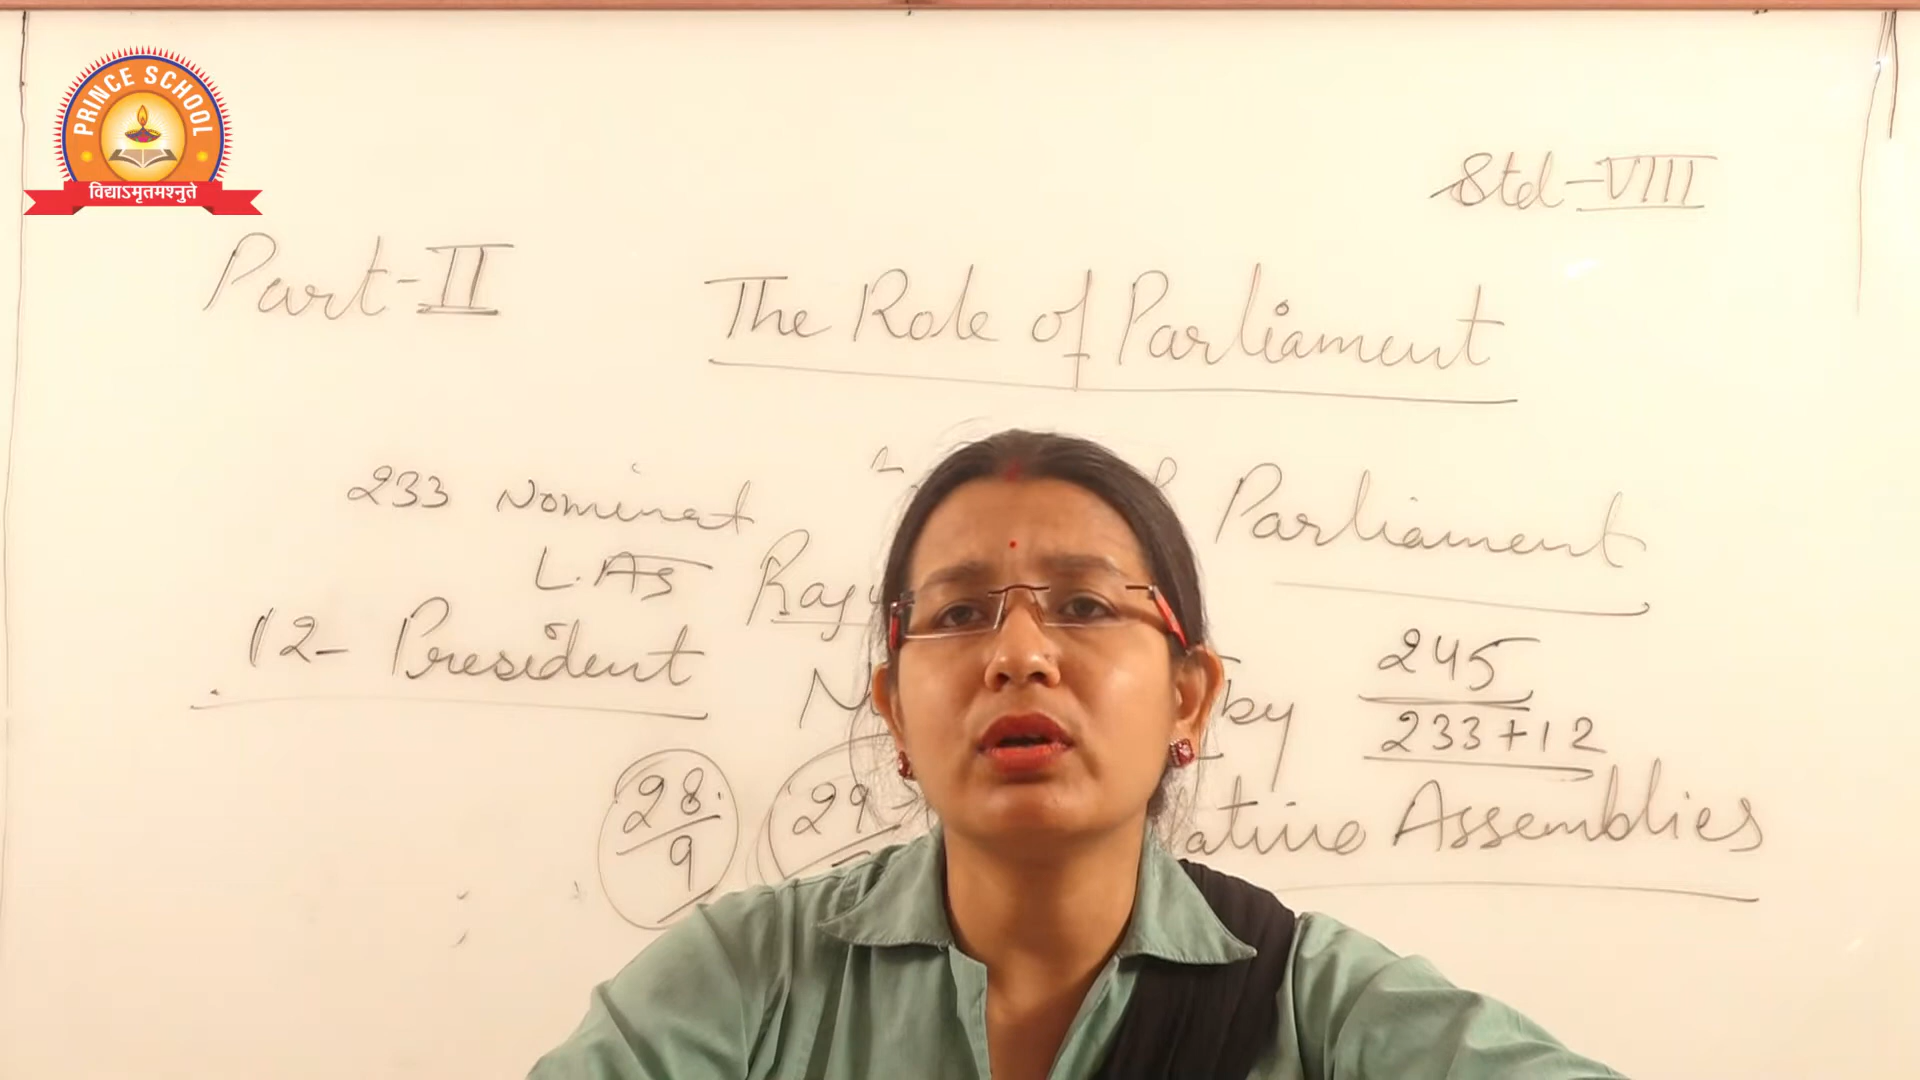 PRINCE SCHOOL
विद्याऽमृतमश्नुते
Std-VIII
Part-II
The Role of Parliament
233 Nominat
Parliament
L.As
12- President
by
245
233+12
28
9
29
Assemblies